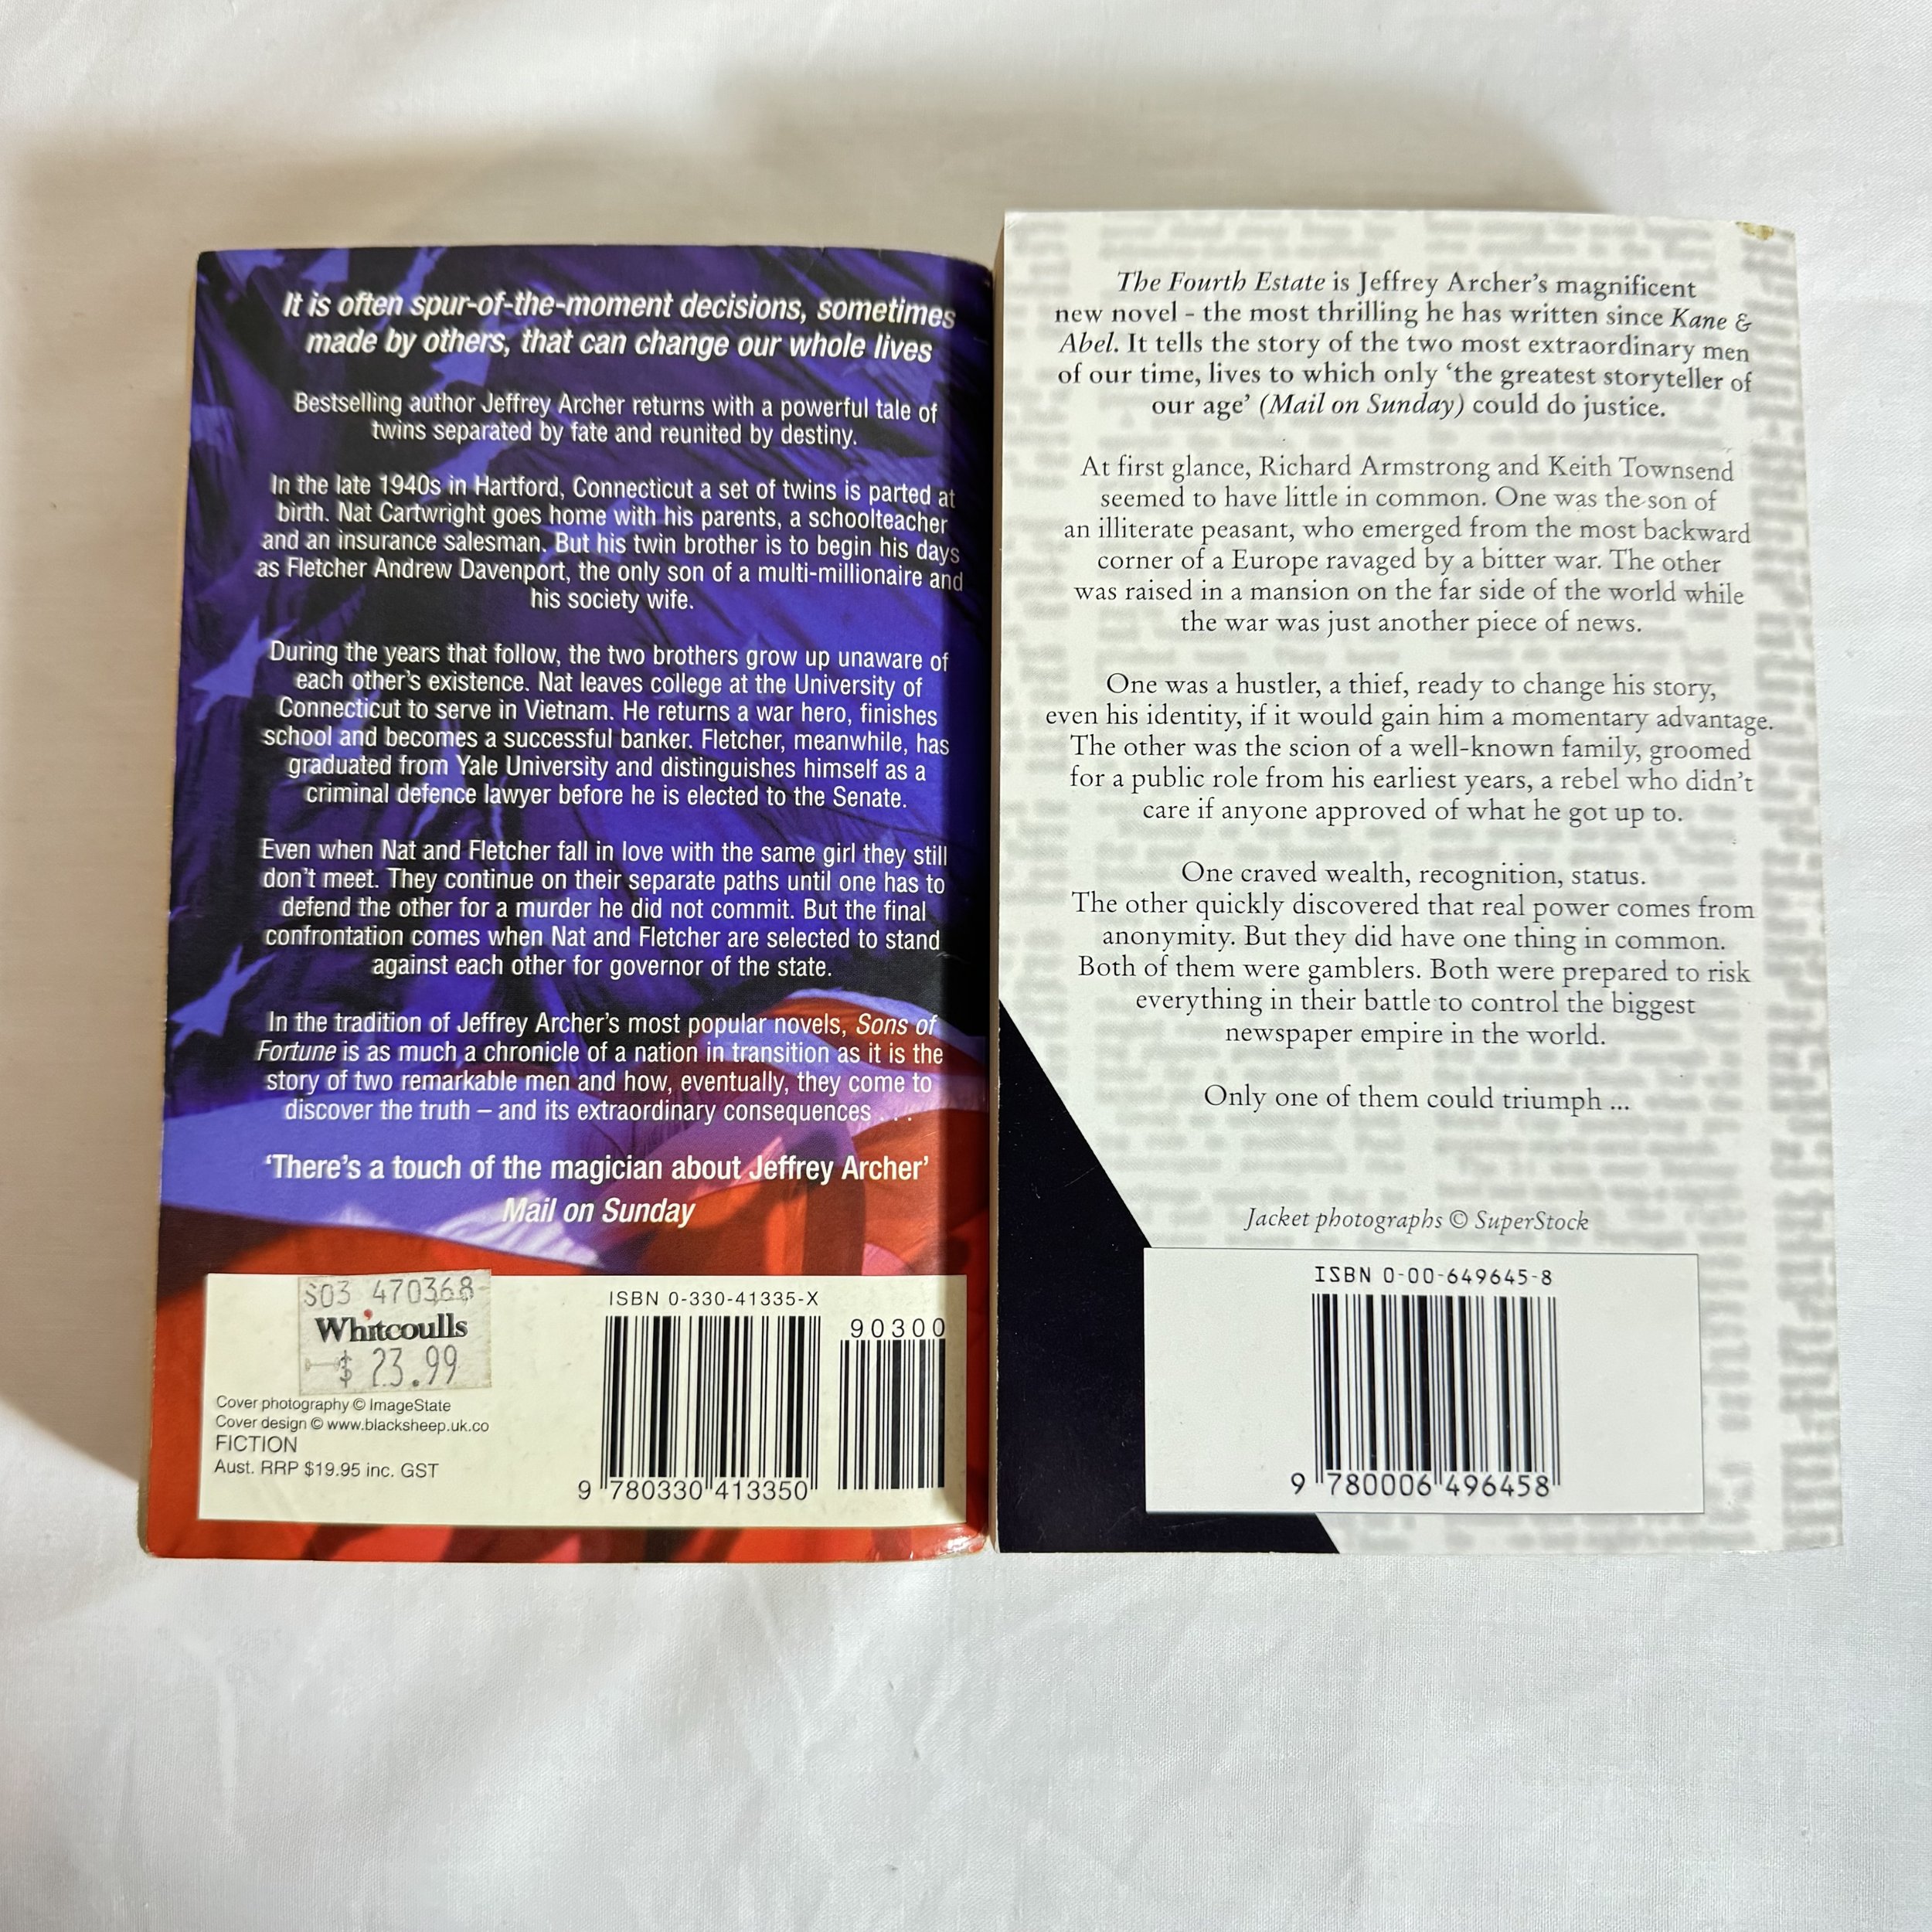 It is often spur-of-the-moment decisions, sometimes
made by others, that can change our whole lives
Bestselling author Jeffrey Archer returns with a powerful tale of
twins separated by fate and reunited by destiny.
In the late 1940s in Hartford, Connecticut a set of twins is parted at
birth. Nat Cartwright goes home with his parents, a schoolteacher
and an insurance salesman. But his twin brother is to begin his days
as Fletcher Andrew Davenport, the only son of a multi-millionaire and
his society wife.
During the years that follow, the two brothers grow up unaware of
each other's existence. Nat leaves college at the University of
Connecticut to serve in Vietnam. He returns a war hero, finishes
school and becomes a successful banker. Fletcher, meanwhile, has
graduated from Yale University and distinguishes himself as a
criminal defence lawyer before he is elected to the Senate.
Even when Nat and Fletcher fall in love with the same girl they still
don't meet. They continue on their separate paths until one has to
defend the other for a murder he did not commit. But the final
confrontation comes when Nat and Fletcher are selected to stand
against each other for governor of the state.
In the tradition of Jeffrey Archer's most popular novels, Sons of
Fortune is as much a chronicle of a nation in transition as it is the
story of two remarkable men and how, eventually, they come to
discover the truth – and its extraordinary consequences . . .
'There's a touch of the magician about Jeffrey Archer'
Mail on Sunday
S03 470368
Whitcoulls
$ 23.99
Cover photography © ImageState
Cover design © www.blacksheep.uk.co
FICTION
Aust. RRP $19.95 inc. GST
ISBN 0-330-41335-X
90300
9 780330 413350
The Fourth Estate is Jeffrey Archer's magnificent
new novel - the most thrilling he has written since Kane &
Abel. It tells the story of the two most extraordinary men
of our time, lives to which only 'the greatest storyteller of
our age' (Mail on Sunday) could do justice.
At first glance, Richard Armstrong and Keith Townsend
seemed to have little in common. One was the son of
an illiterate peasant, who emerged from the most backward
corner of a Europe ravaged by a bitter war. The other
was raised in a mansion on the far side of the world while
the war was just another piece of news.
One was a hustler, a thief, ready to change his story,
even his identity, if it would gain him a momentary advantage.
The other was the scion of a well-known family, groomed
for a public role from his earliest years, a rebel who didn't
care if anyone approved of what he got up to.
One craved wealth, recognition, status.
The other quickly discovered that real power comes from
anonymity. But they did have one thing in common.
Both of them were gamblers. Both were prepared to risk
everything in their battle to control the biggest
newspaper empire in the world.
Only one of them could triumph ...
Jacket photographs © SuperStock
ISBN 0-00-649645-8
9 780006 496458